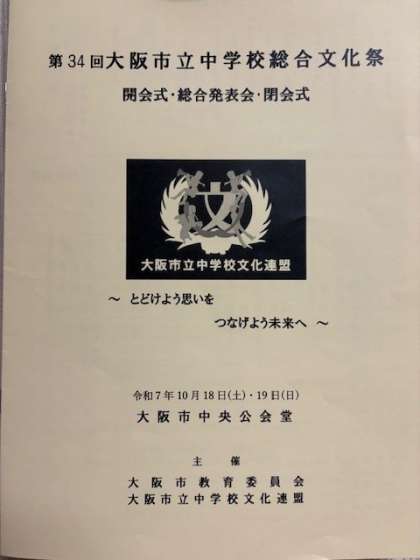 第34回大阪市立中学校総合文化祭
開会式・総合発表会・閉会式
文
大阪市立中学校文化連盟
～ とどけよう思いを
つなげよう未来へ ～
令和7年10月18日(土)・19日(日)
大阪市中央公会堂
主 催
大阪市教育委員会
大阪市立中学校文化連盟